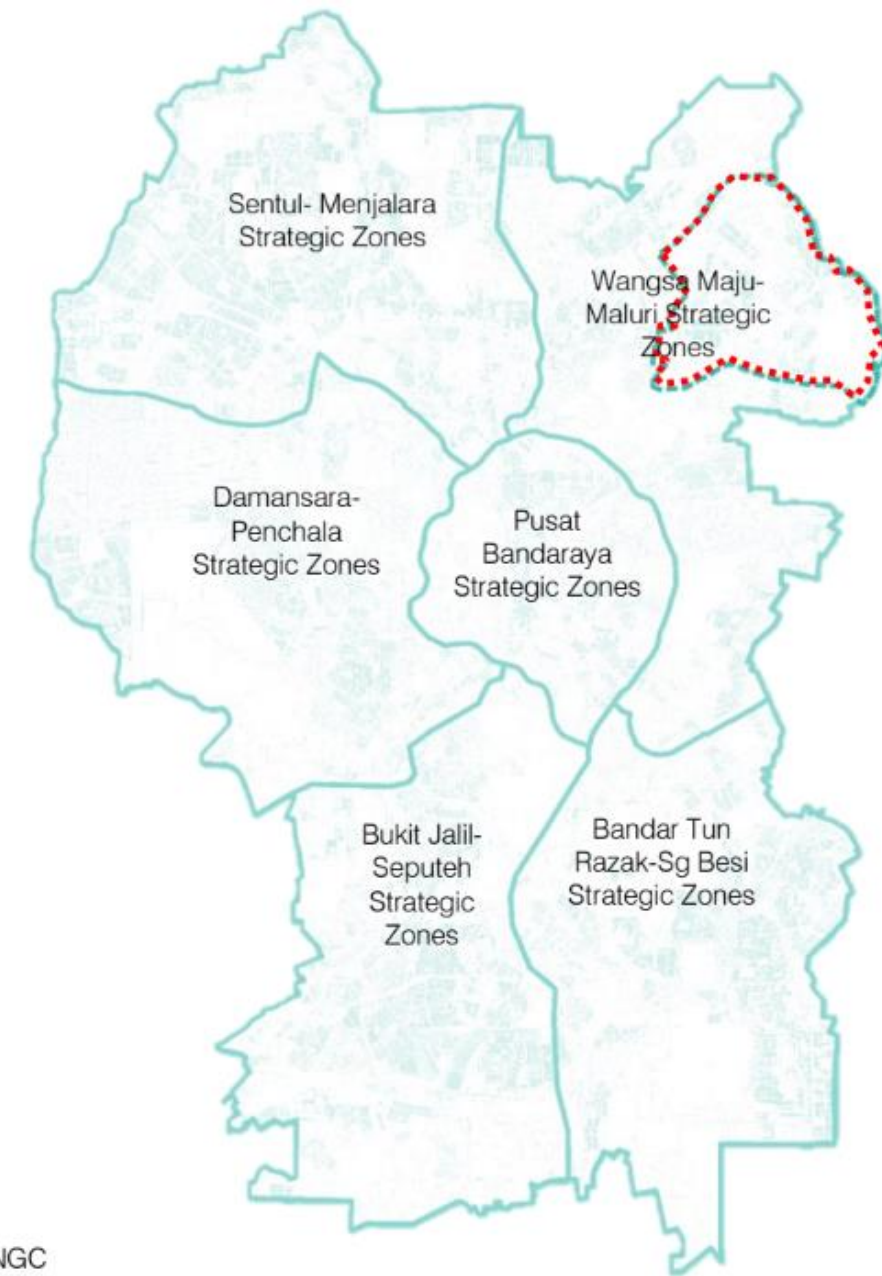 Sentul- Menjalara
Strategic Zones
Wangsa Maju-
Maluri Strategic
Zones
Damansara-
Penchala
Strategic Zones
Pusat
Bandaraya
Strategic Zones
Bukit Jalil-
Seputeh
Strategic
Zones
Bandar Tun
Razak-Sg Besi
Strategic Zones
NGC